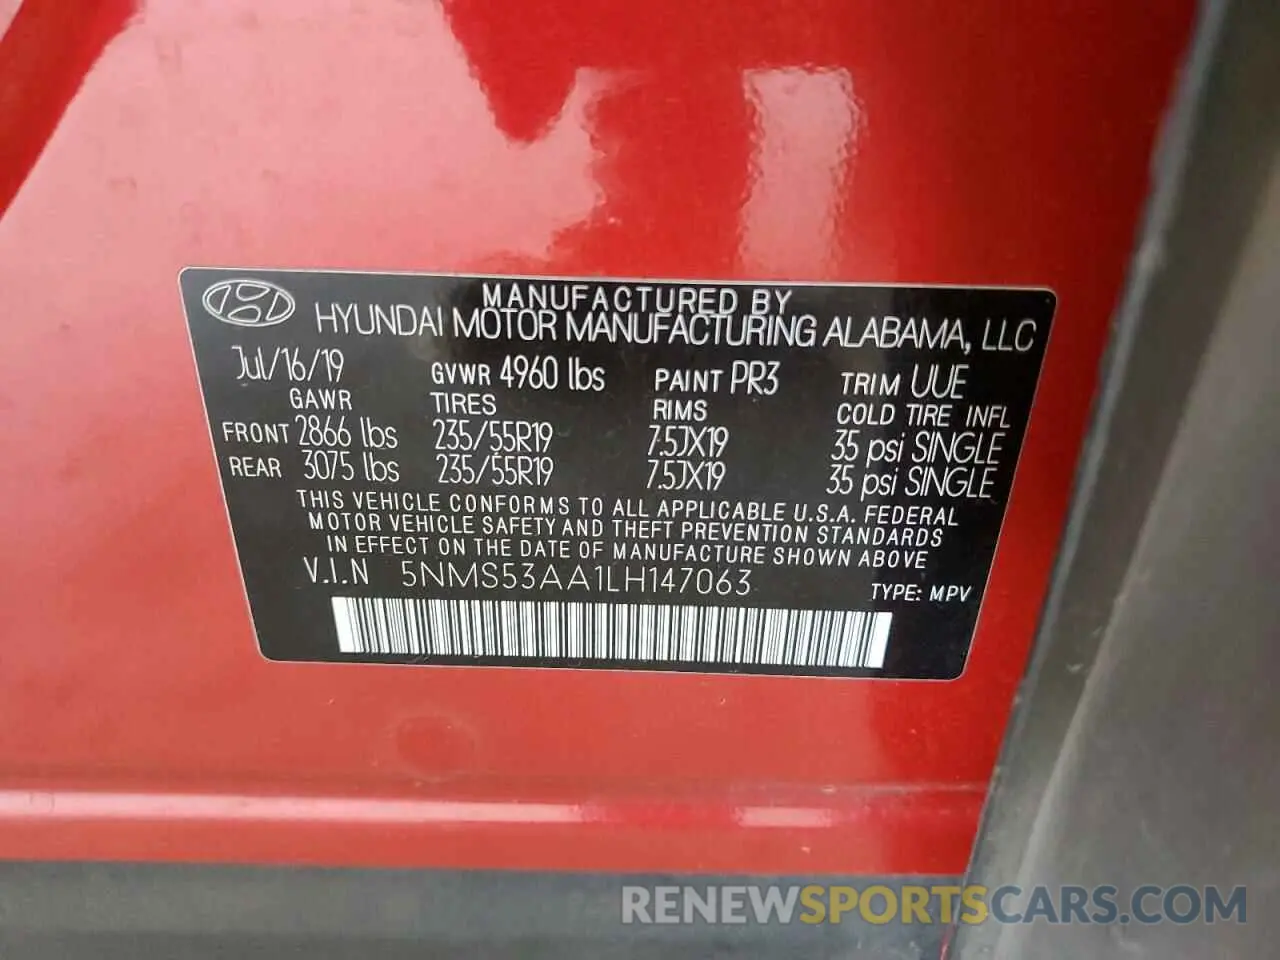 MANUFACTURED BY
HYUNDAI MOTOR MANUFACTURING ALABAMA, LLC
Jul/16/19 GVWR 4960 lbs PAINT PR3 TRIM UUE
GAWR TIRES RIMS COLD TIRE INFL
FRONT 2866 lbs 235/55R19 7.5JX19 35 psi SINGLE
REAR 3075 lbs 235/55R19 7.5JX19 35 psi SINGLE
THIS VEHICLE CONFORMS TO ALL APPLICABLE U.S.A. FEDERAL
MOTOR VEHICLE SAFETY AND THEFT PREVENTION STANDARDS
IN EFFECT ON THE DATE OF MANUFACTURE SHOWN ABOVE
V.I.N 5NMS53AA1LH147063 TYPE: MPV
RENEWSPORTSCARS.COM